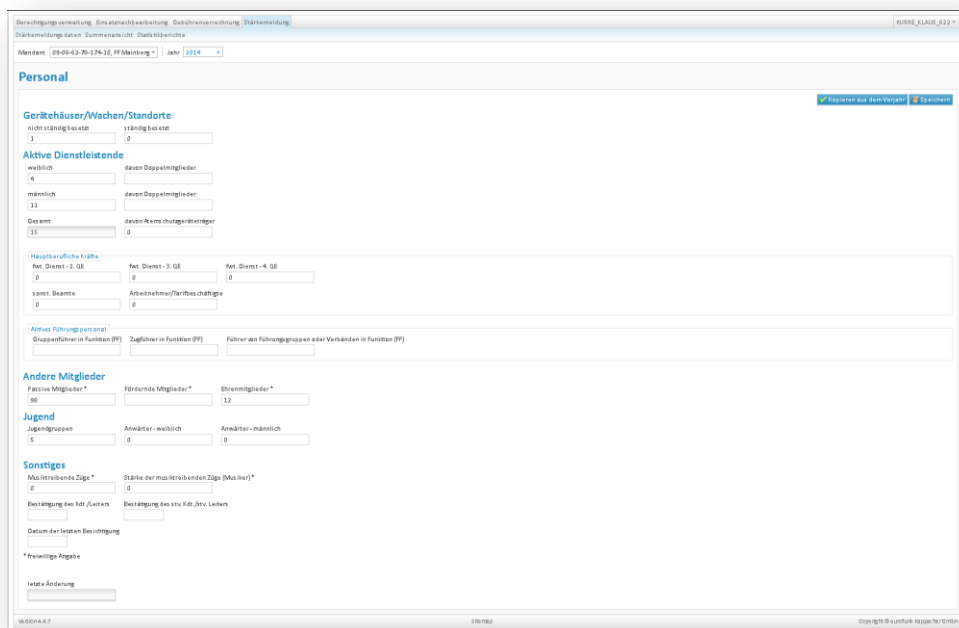 Berechtigungsverwaltung Einsatznachbearbeitung Gebührenverrechnung Stärkemeldung KURRE_KLAUE_622
Stärkemeldungsdaten Summenansicht Statistikberichte
Mandant 09-06-62-70-174-10, FF Mainberg Jahr 2014
Personal
Kopieren aus dem Vorjahr Speichern
Gerätehäuser/Wachen/Standorte
nicht ständig besetzt ständig besetzt
1 0
Aktive Dienstleistende
weiblich davon Doppelmitglieder
4
männlich davon Doppelmitglieder
11
Gesamt davon Atemschutzgeräteträger
15 0
Hauptberufliche Kräfte
fwt. Dienst - 2. QE fwt. Dienst - 3. QE fwt. Dienst - 4. QE
0 0 0
sonst. Beamte Arbeitnehmer/Tarifbeschäftigte
0 0
Aktives Führungspersonal
Gruppenführer in Funktion (FF) Zugführer in Funktion (FF) Führer von Führungsgruppen oder Verbänden in Funktion (FF)
Andere Mitglieder
Passive Mitglieder * Fördernde Mitglieder * Ehrenmitglieder *
90 12
Jugend
Jugendgruppen Anwärter - weiblich Anwärter - männlich
5 0 0
Sonstiges
Musiktreibende Züge * Stärke der musiktreibenden Züge (Musiker) *
0 0
Bestätigung des Kdt./Leiters Bestätigung des stv. Kdt./stv. Leiters
Datum der letzten Besichtigung
* freiwillige Angabe
letzte Änderung
Version 4.4.7 Sitemap Copyright © eurofunk Kappacher GmbH